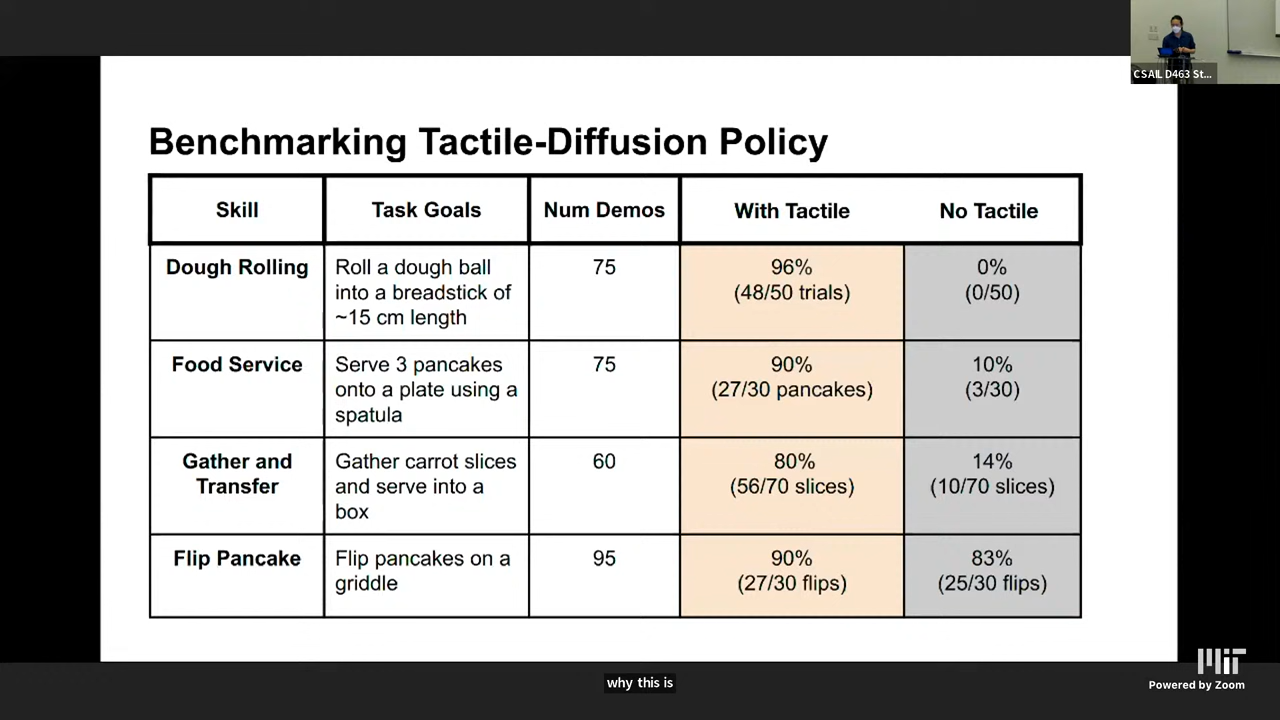 CSAIL D463 St...
Benchmarking Tactile-Diffusion Policy
Skill
Task Goals
Num Demos
With Tactile
No Tactile
Dough Rolling
Roll a dough ball
into a breadstick of
~15 cm length
75
96%
(48/50 trials)
0%
(0/50)
Food Service
Serve 3 pancakes
onto a plate using a
spatula
75
90%
(27/30 pancakes)
10%
(3/30)
Gather and
Transfer
Gather carrot slices
and serve into a
box
60
80%
(56/70 slices)
14%
(10/70 slices)
Flip Pancake
Flip pancakes on a
griddle
95
90%
(27/30 flips)
83%
(25/30 flips)
MIT
Powered by Zoom
why this is